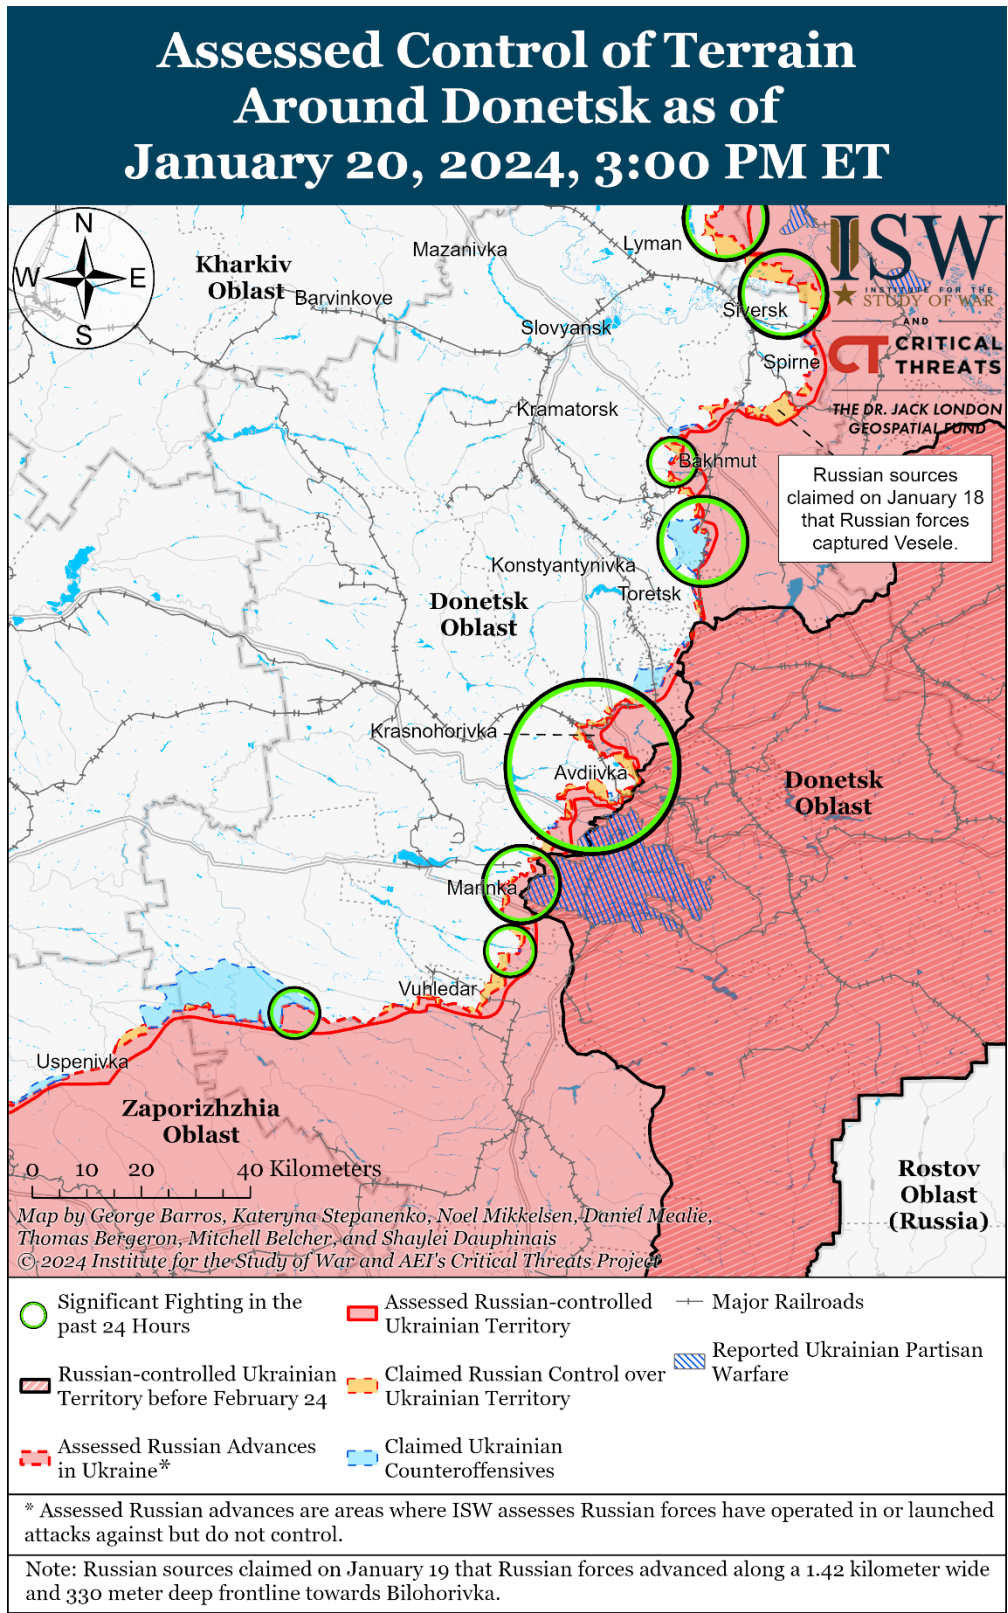 Assessed Control of Terrain
Around Donetsk as of
January 20, 2024, 3:00 PM ET
N
W
E
S
Kharkiv
Oblast
Mazanivka
Lyman
Barvinkove
Slovyansk
Siversk
Spirne
Kramatorsk
Bakhmut
ISW
INSTITUTE FOR THE
STUDY OF WAR
AND
CT CRITICAL
THREATS
THE DR. JACK LONDON
GEOSPATIAL FUND
Russian sources
claimed on January 18
that Russian forces
captured Vesele.
Konstyantynivka
Toretsk
Donetsk
Oblast
Krasnohorivka
Avdiivka
Donetsk
Oblast
Marinka
Vuhledar
Uspenivka
Zaporizhzhia
Oblast
Rostov
Oblast
(Russia)
0 10 20 40 Kilometers
Map by George Barros, Kateryna Stepanenko, Noel Mikkelsen, Daniel Mealie,
Thomas Bergeron, Mitchell Belcher, and Shaylei Dauphinais
© 2024 Institute for the Study of War and AEI's Critical Threats Project
Significant Fighting in the
past 24 Hours
Russian-controlled Ukrainian
Territory before February 24
Assessed Russian Advances
in Ukraine*
Assessed Russian-controlled
Ukrainian Territory
Claimed Russian Control over
Ukrainian Territory
Claimed Ukrainian
Counteroffensives
Major Railroads
Reported Ukrainian Partisan
Warfare
* Assessed Russian advances are areas where ISW assesses Russian forces have operated in or launched
attacks against but do not control.
Note: Russian sources claimed on January 19 that Russian forces advanced along a 1.42 kilometer wide
and 330 meter deep frontline towards Bilohorivka.